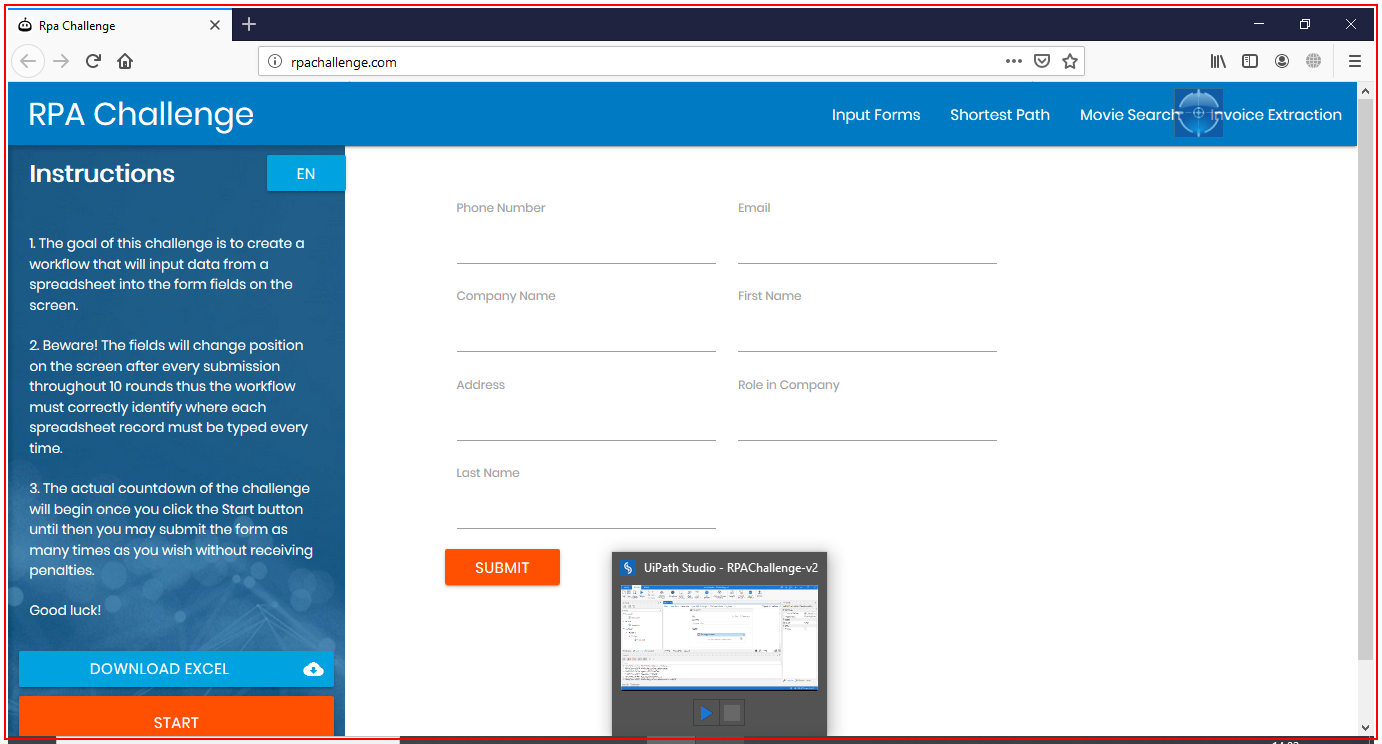 Rpa Challenge
rpachallenge.com
RPA Challenge
Input Forms
Shortest Path
Movie Search
Invoice Extraction
Instructions
EN
1. The goal of this challenge is to create a
workflow that will input data from a
spreadsheet into the form fields on the
screen.
2. Beware! The fields will change position
on the screen after every submission
throughout 10 rounds thus the workflow
must correctly identify where each
spreadsheet record must be typed every
time.
3. The actual countdown of the challenge
will begin once you click the Start button
until then you may submit the form as
many times as you wish without receiving
penalties.
Good luck!
DOWNLOAD EXCEL
START
Phone Number
Email
Company Name
First Name
Address
Role in Company
Last Name
SUBMIT
UiPath Studio - RPAChallenge-v2